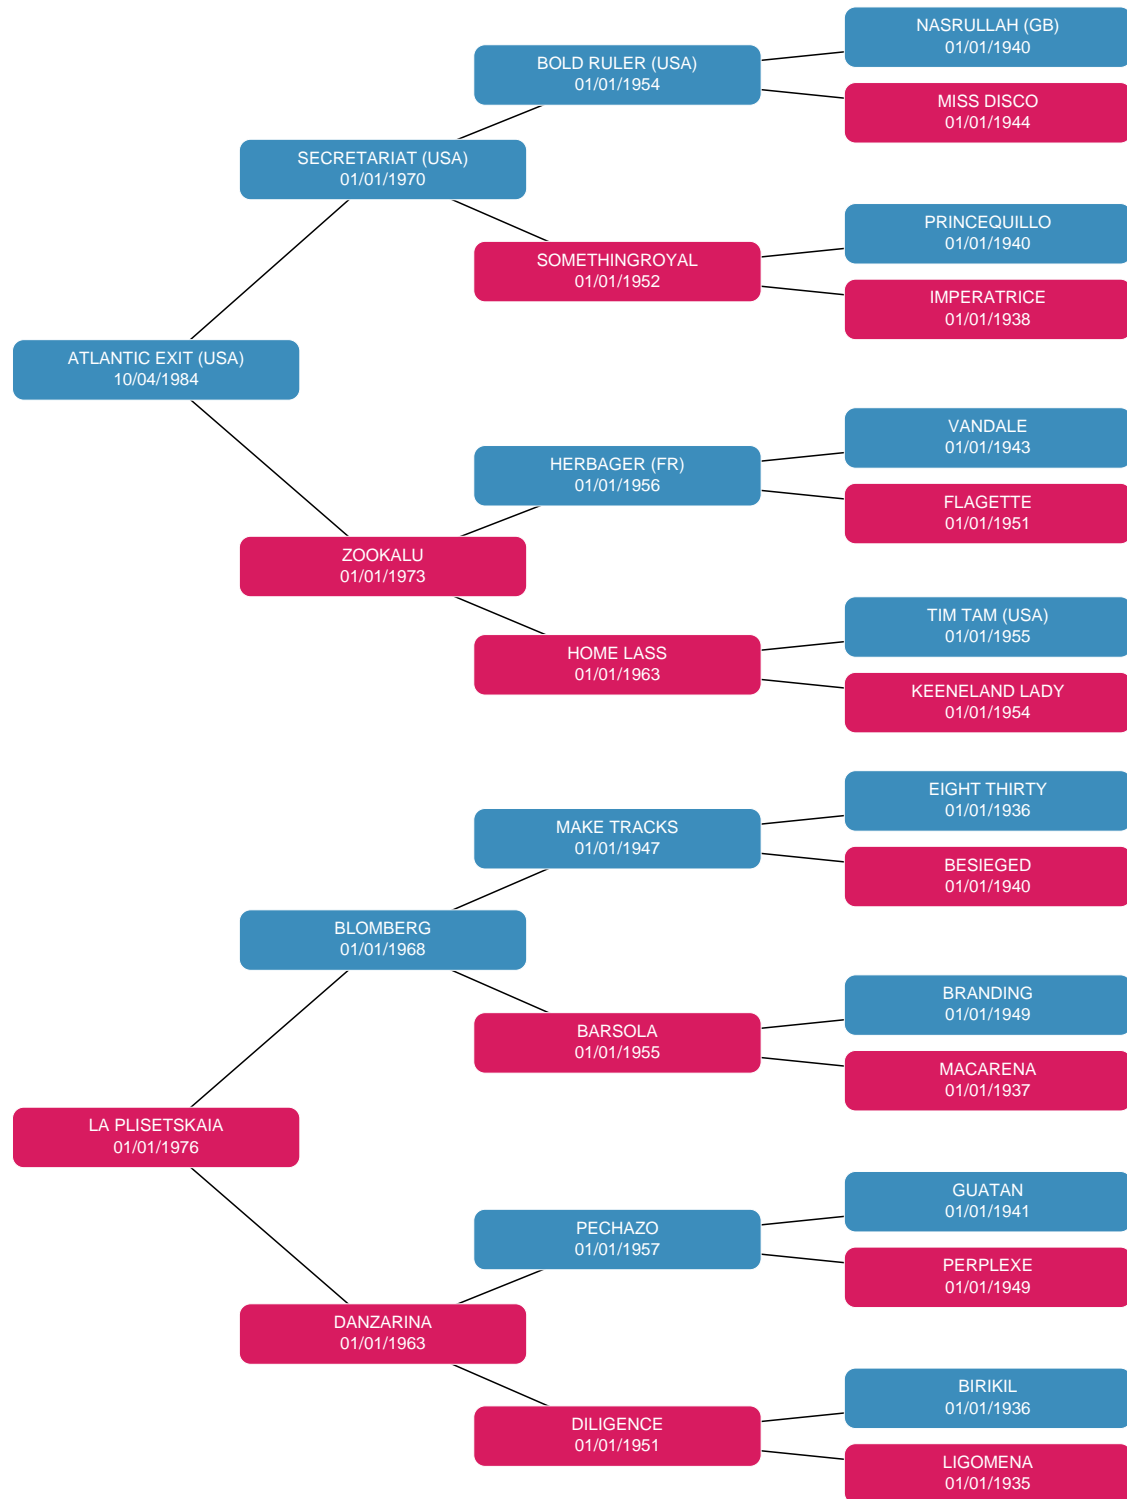 NASRULLAH (GB)
01/01/1940
BOLD RULER (USA)
01/01/1954
MISS DISCO
01/01/1944
SECRETARIAT (USA)
01/01/1970
PRINCEQUILLO
01/01/1940
SOMETHINGROYAL
01/01/1952
IMPERATRICE
01/01/1938
ATLANTIC EXIT (USA)
10/04/1984
VANDALE
01/01/1943
HERBAGER (FR)
01/01/1956
FLAGETTE
01/01/1951
ZOOKALU
01/01/1973
TIM TAM (USA)
01/01/1955
HOME LASS
01/01/1963
KEENELAND LADY
01/01/1954
EIGHT THIRTY
01/01/1936
MAKE TRACKS
01/01/1947
BESIEGED
01/01/1940
BLOMBERG
01/01/1968
BRANDING
01/01/1949
BARSOLA
01/01/1955
MACARENA
01/01/1937
LA PLISETSKAIA
01/01/1976
GUATAN
01/01/1941
PECHAZO
01/01/1957
PERPLEXE
01/01/1949
DANZARINA
01/01/1963
BIRIKIL
01/01/1936
DILIGENCE
01/01/1951
LIGOMENA
01/01/1935